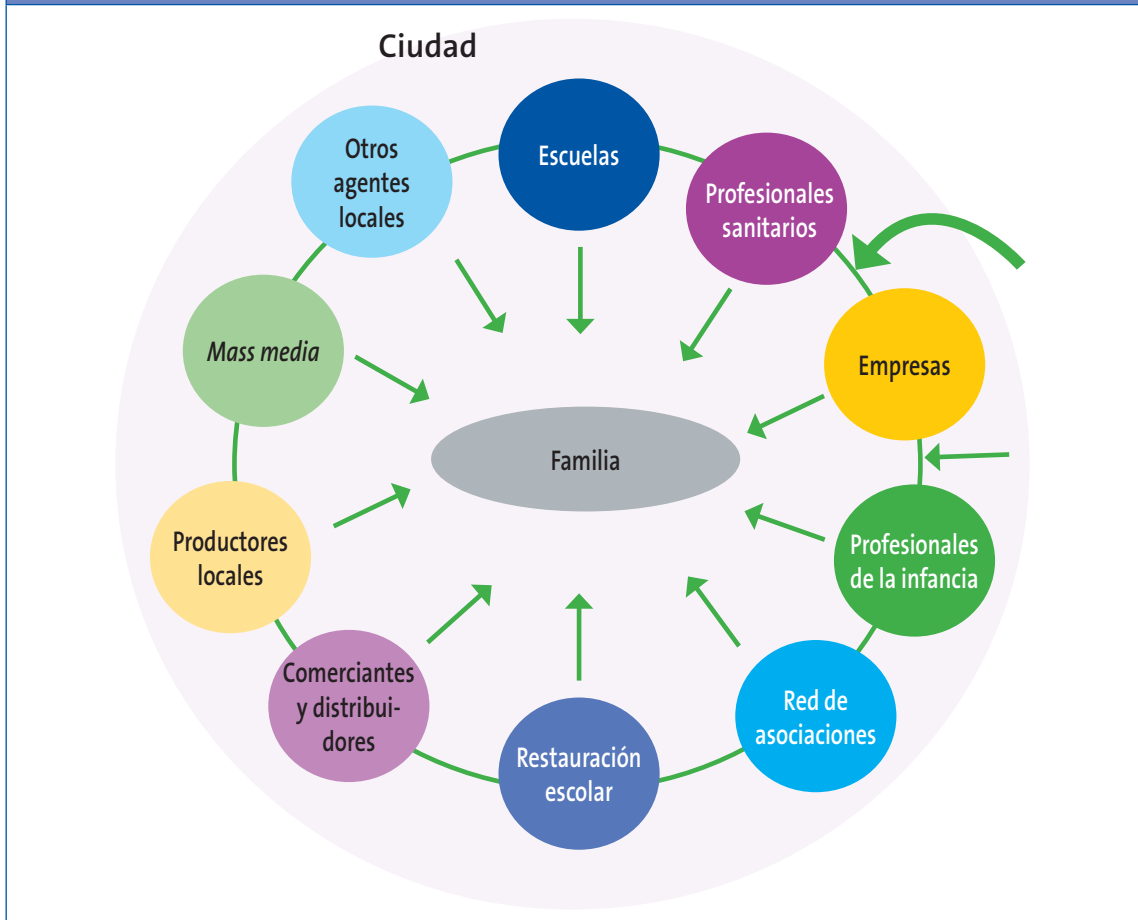 Ciudad
Escuelas
Otros
agentes
locales
Profesionales
sanitarios
Mass media
Empresas
Familia
Productores
locales
Profesionales
de la infancia
Comerciantes
y distribui-
dores
Red de
asociaciones
Restauración
escolar